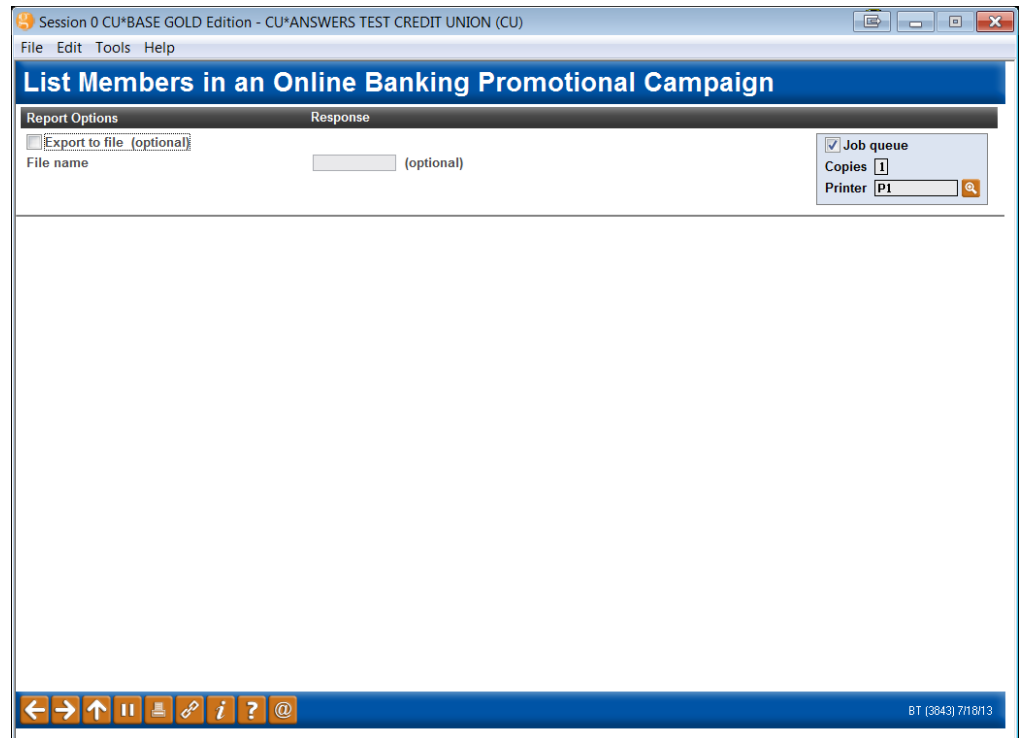 Session 0 CU*BASE GOLD Edition - CU*ANSWERS TEST CREDIT UNION (CU)
File Edit Tools Help
List Members in an Online Banking Promotional Campaign
Report Options Response
Export to file (optional)
File name (optional)
Job queue
Copies 1
Printer P1
BT (3843) 7/18/13